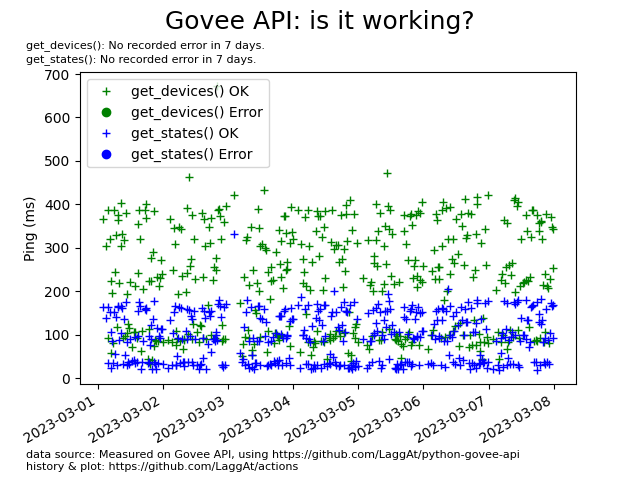 Govee API: is it working?
get_devices(): No recorded error in 7 days.
get_states(): No recorded error in 7 days.
700
600
500
400
300
200
100
0
Ping (ms)
get_devices() OK
get_devices() Error
get_states() OK
get_states() Error
2023-03-01
2023-03-02
2023-03-03
2023-03-04
2023-03-05
2023-03-06
2023-03-07
2023-03-08
data source: Measured on Govee API, using https://github.com/LaggAt/python-govee-api
history & plot: https://github.com/LaggAt/actions